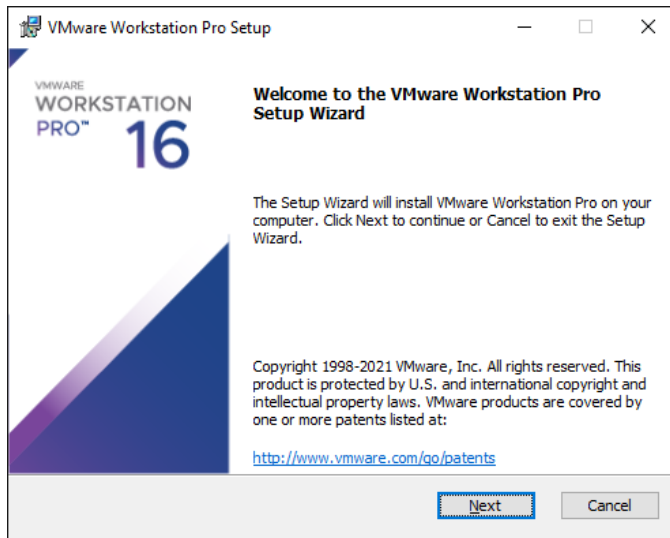 VMware Workstation Pro Setup
VMWARE
WORKSTATION
PRO™ 16
Welcome to the VMware Workstation Pro
Setup Wizard
The Setup Wizard will install VMware Workstation Pro on your
computer. Click Next to continue or Cancel to exit the Setup
Wizard.
Copyright 1998-2021 VMware, Inc. All rights reserved. This
product is protected by U.S. and international copyright and
intellectual property laws. VMware products are covered by
one or more patents listed at:
http://www.vmware.com/go/patents
Next
Cancel